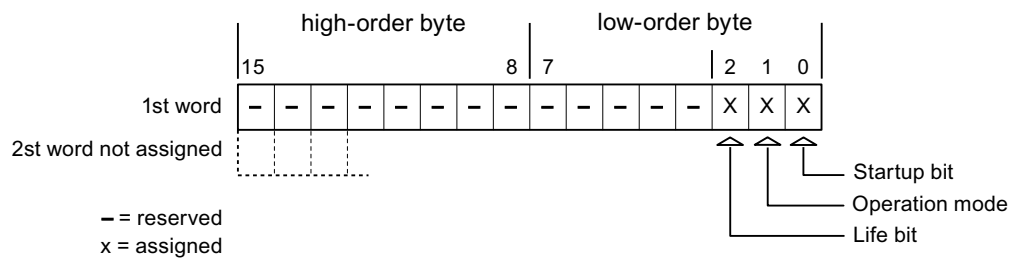 high-order byte low-order byte
15 8 7 2 1 0
1st word – – – – – – – – – – – – – X X X
2st word not assigned
Startup bit
Operation mode
Life bit
– = reserved
x = assigned